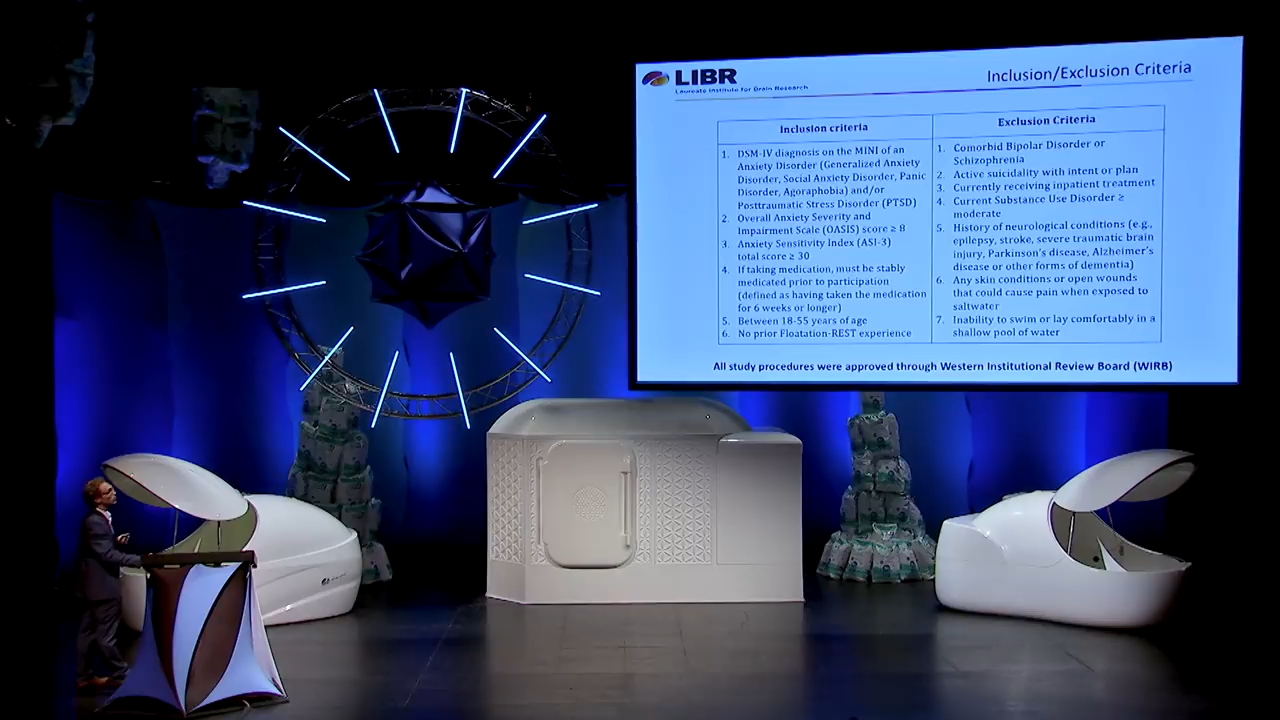 LIBR
Laureate Institute for Brain Research
Inclusion/Exclusion Criteria
Inclusion criteria
1. DSM-IV diagnosis on the MINI of an
Anxiety Disorder (Generalized Anxiety
Disorder, Social Anxiety Disorder, Panic
Disorder, Agoraphobia) and/or
Posttraumatic Stress Disorder (PTSD)
2. Overall Anxiety Severity and
Impairment Scale (OASIS) score ≥ 8
3. Anxiety Sensitivity Index (ASI-3)
total score ≥ 30
4. If taking medication, must be stably
medicated prior to participation
(defined as having taken the medication
for 6 weeks or longer)
5. Between 18-55 years of age
6. No prior Floatation-REST experience
Exclusion Criteria
1. Comorbid Bipolar Disorder or
Schizophrenia
2. Active suicidality with intent or plan
3. Currently receiving inpatient treatment
4. Current Substance Use Disorder ≥
moderate
5. History of neurological conditions (e.g.,
epilepsy, stroke, severe traumatic brain
injury, Parkinson's disease, Alzheimer's
disease or other forms of dementia)
6. Any skin conditions or open wounds
that could cause pain when exposed to
saltwater
7. Inability to swim or lay comfortably in a
shallow pool of water
All study procedures were approved through Western Institutional Review Board (WIRB)